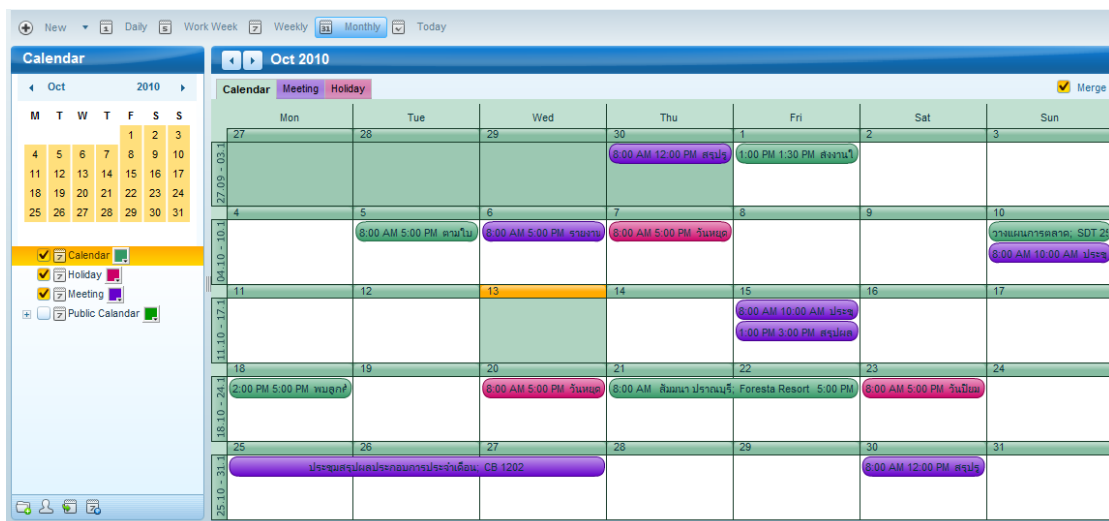 New Daily Work Week Weekly Monthly Today
Calendar
Oct 2010
M T W T F S S
1 2 3
4 5 6 7 8 9 10
11 12 13 14 15 16 17
18 19 20 21 22 23 24
25 26 27 28 29 30 31
Calendar
Holiday
Meeting
Public Calandar
Oct 2010
Calendar Meeting Holiday Merge
Mon Tue Wed Thu Fri Sat Sun
27.09 - 03.1
27 28 29 30 1 2 3
8:00 AM 12:00 PM สรุปรุ 1:00 PM 1:30 PM ส่งงานใ
04.10 - 10.1
4 5 6 7 8 9 10
8:00 AM 5:00 PM ตามใบ 8:00 AM 5:00 PM รายงาน 8:00 AM 5:00 PM วันหยุด วางแผนการตลาด; SDT 25
8:00 AM 10:00 AM ประชุ
11.10 - 17.1
11 12 13 14 15 16 17
8:00 AM 10:00 AM ประชุ
1:00 PM 3:00 PM สรุปผล
18.10 - 24.1
18 19 20 21 22 23 24
2:00 PM 5:00 PM พบลูกค้ 8:00 AM 5:00 PM วันหยุด 8:00 AM สัมมนา ปราณบุรี; Foresta Resort 5:00 PM 8:00 AM 5:00 PM วันปิยม
25.10 - 31.1
25 26 27 28 29 30 31
ประชุมสรุปผลประกอบการประจำเดือน; CB 1202 8:00 AM 12:00 PM สรุปรุ